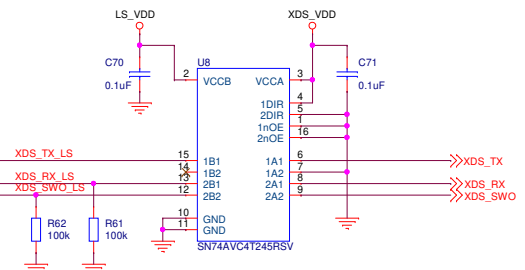 LS_VDD
XDS_VDD
C70
0.1uF
U8
C71
0.1uF
2 VCCB VCCA 3
1DIR 4
2DIR 5
1nOE 1
2nOE 16
XDS_TX_LS 15 1B1 1A1 6 XDS_TX
14 1B2 1A2 7
XDS_RX_LS 13 2B1 2A1 8 XDS_RX
XDS_SWO_LS 12 2B2 2A2 9 XDS_SWO
10 GND
11 GND
R62
100k
R61
100k
SN74AVC4T245RSV